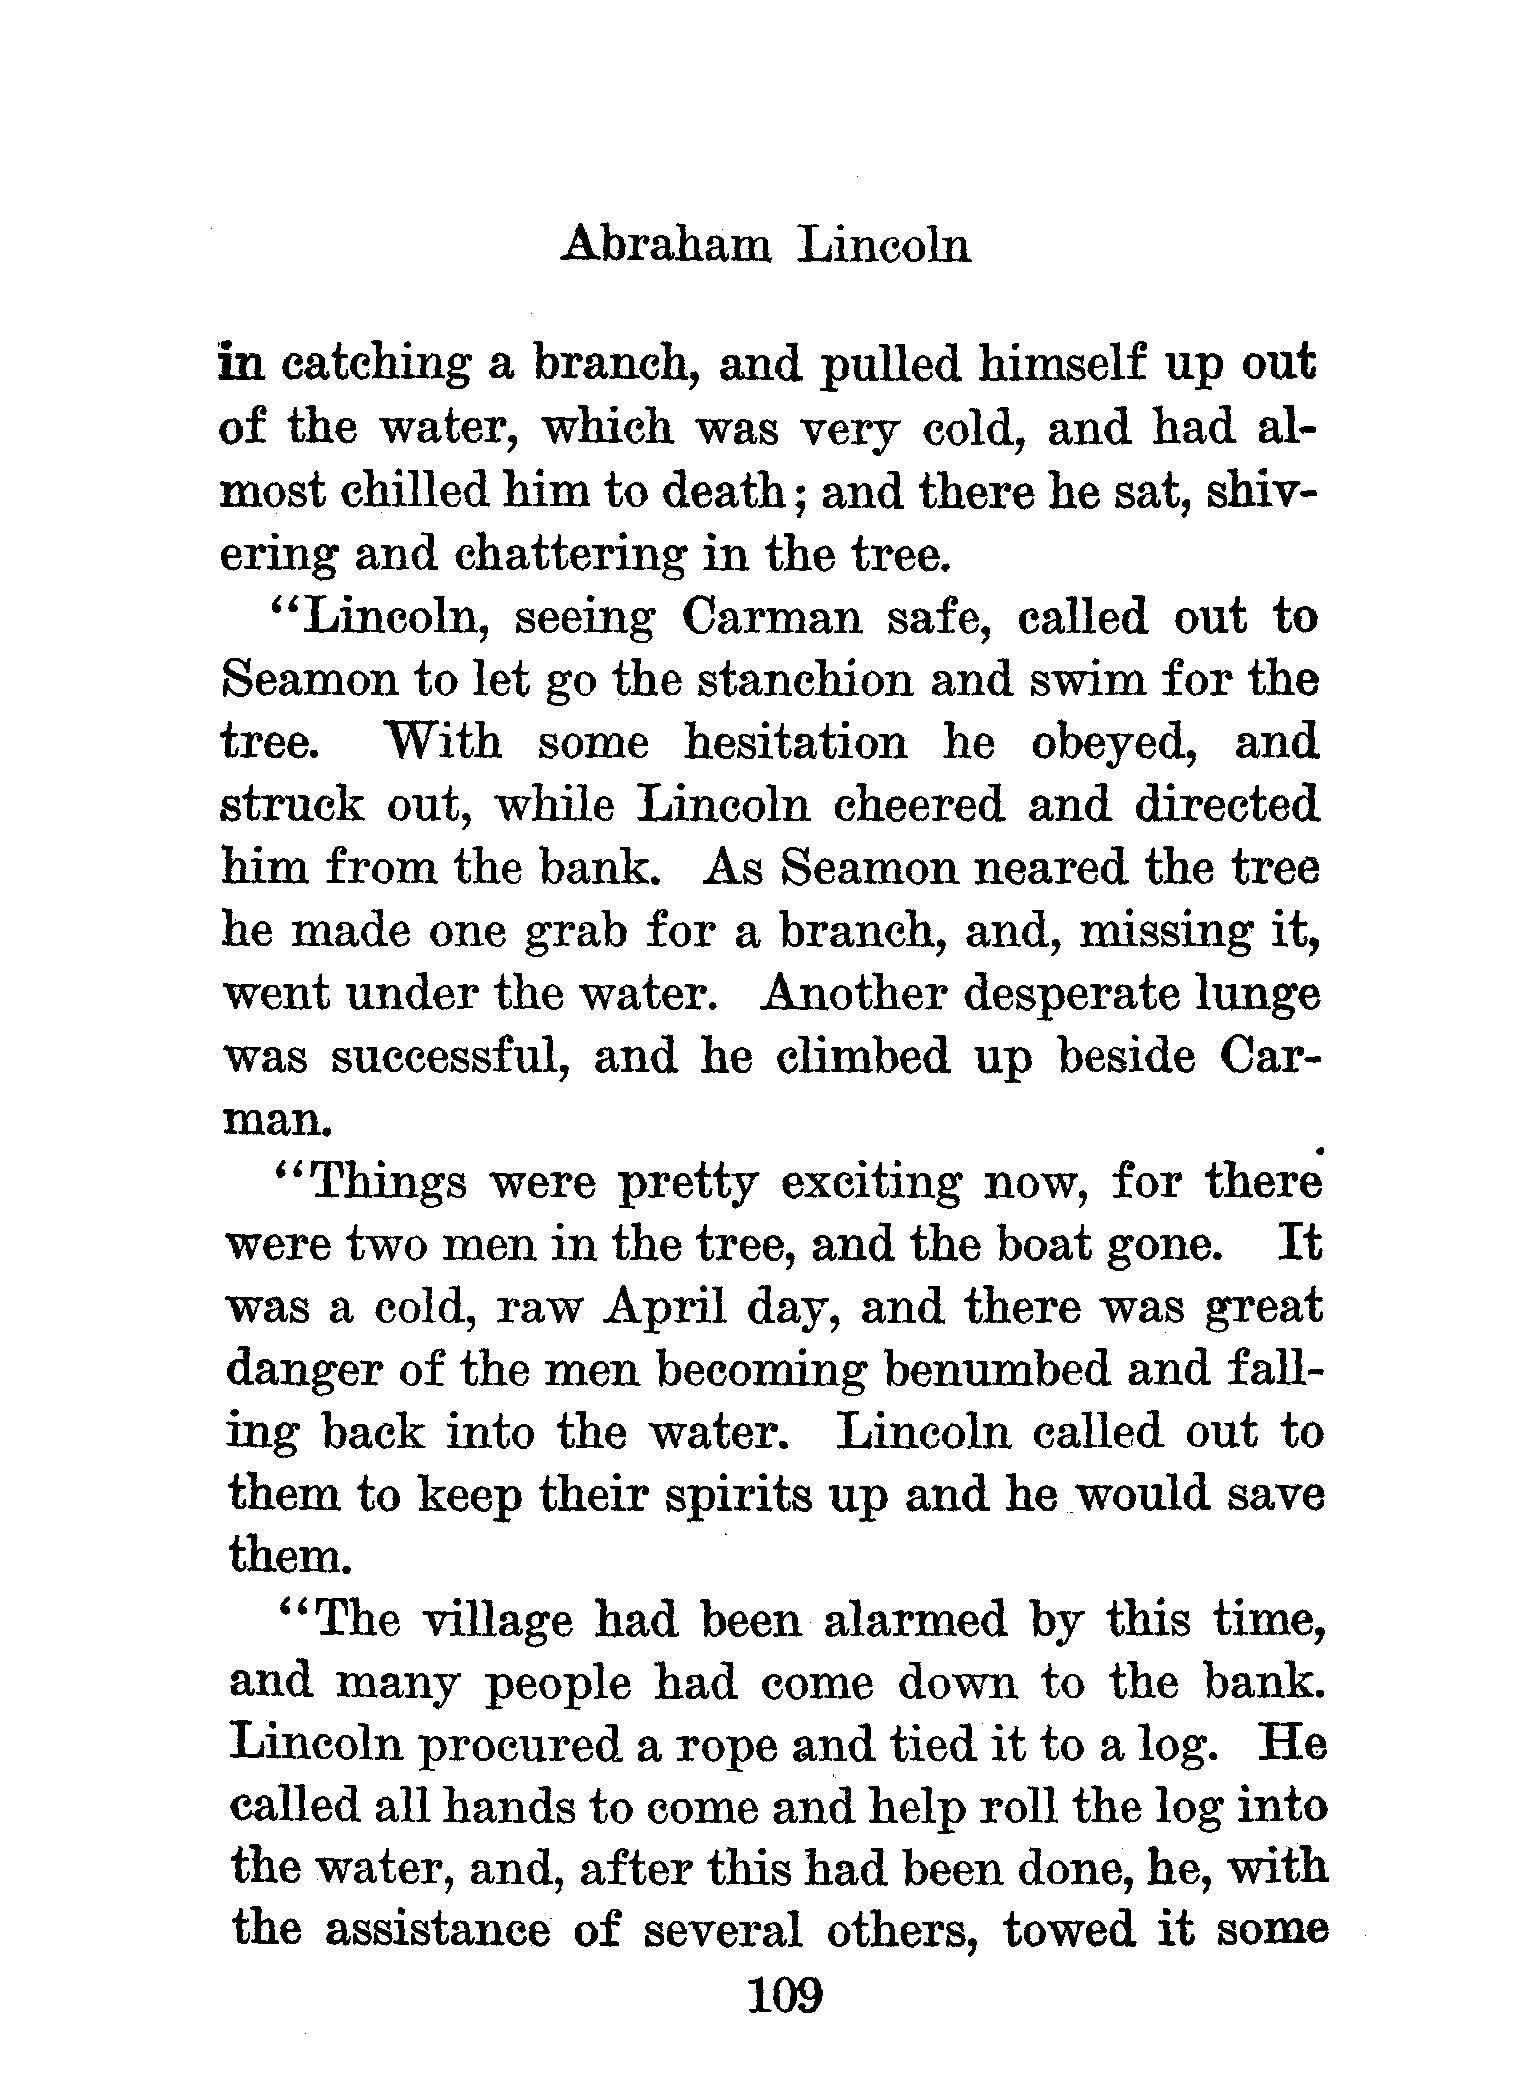 Abraham Lincoln
in catching a branch, and pulled himself up out
of the water, which was very cold, and had al-
most chilled him to death; and there he sat, shiv-
ering and chattering in the tree.
"Lincoln, seeing Carman safe, called out to
Seamon to let go the stanchion and swim for the
tree. With some hesitation he obeyed, and
struck out, while Lincoln cheered and directed
him from the bank. As Seamon neared the tree
he made one grab for a branch, and, missing it,
went under the water. Another desperate lunge
was successful, and he climbed up beside Car-
man.
"Things were pretty exciting now, for there
were two men in the tree, and the boat gone. It
was a cold, raw April day, and there was great
danger of the men becoming benumbed and fall-
ing back into the water. Lincoln called out to
them to keep their spirits up and he would save
them.
"The village had been alarmed by this time,
and many people had come down to the bank.
Lincoln procured a rope and tied it to a log. He
called all hands to come and help roll the log into
the water, and, after this had been done, he, with
the assistance of several others, towed it some
109